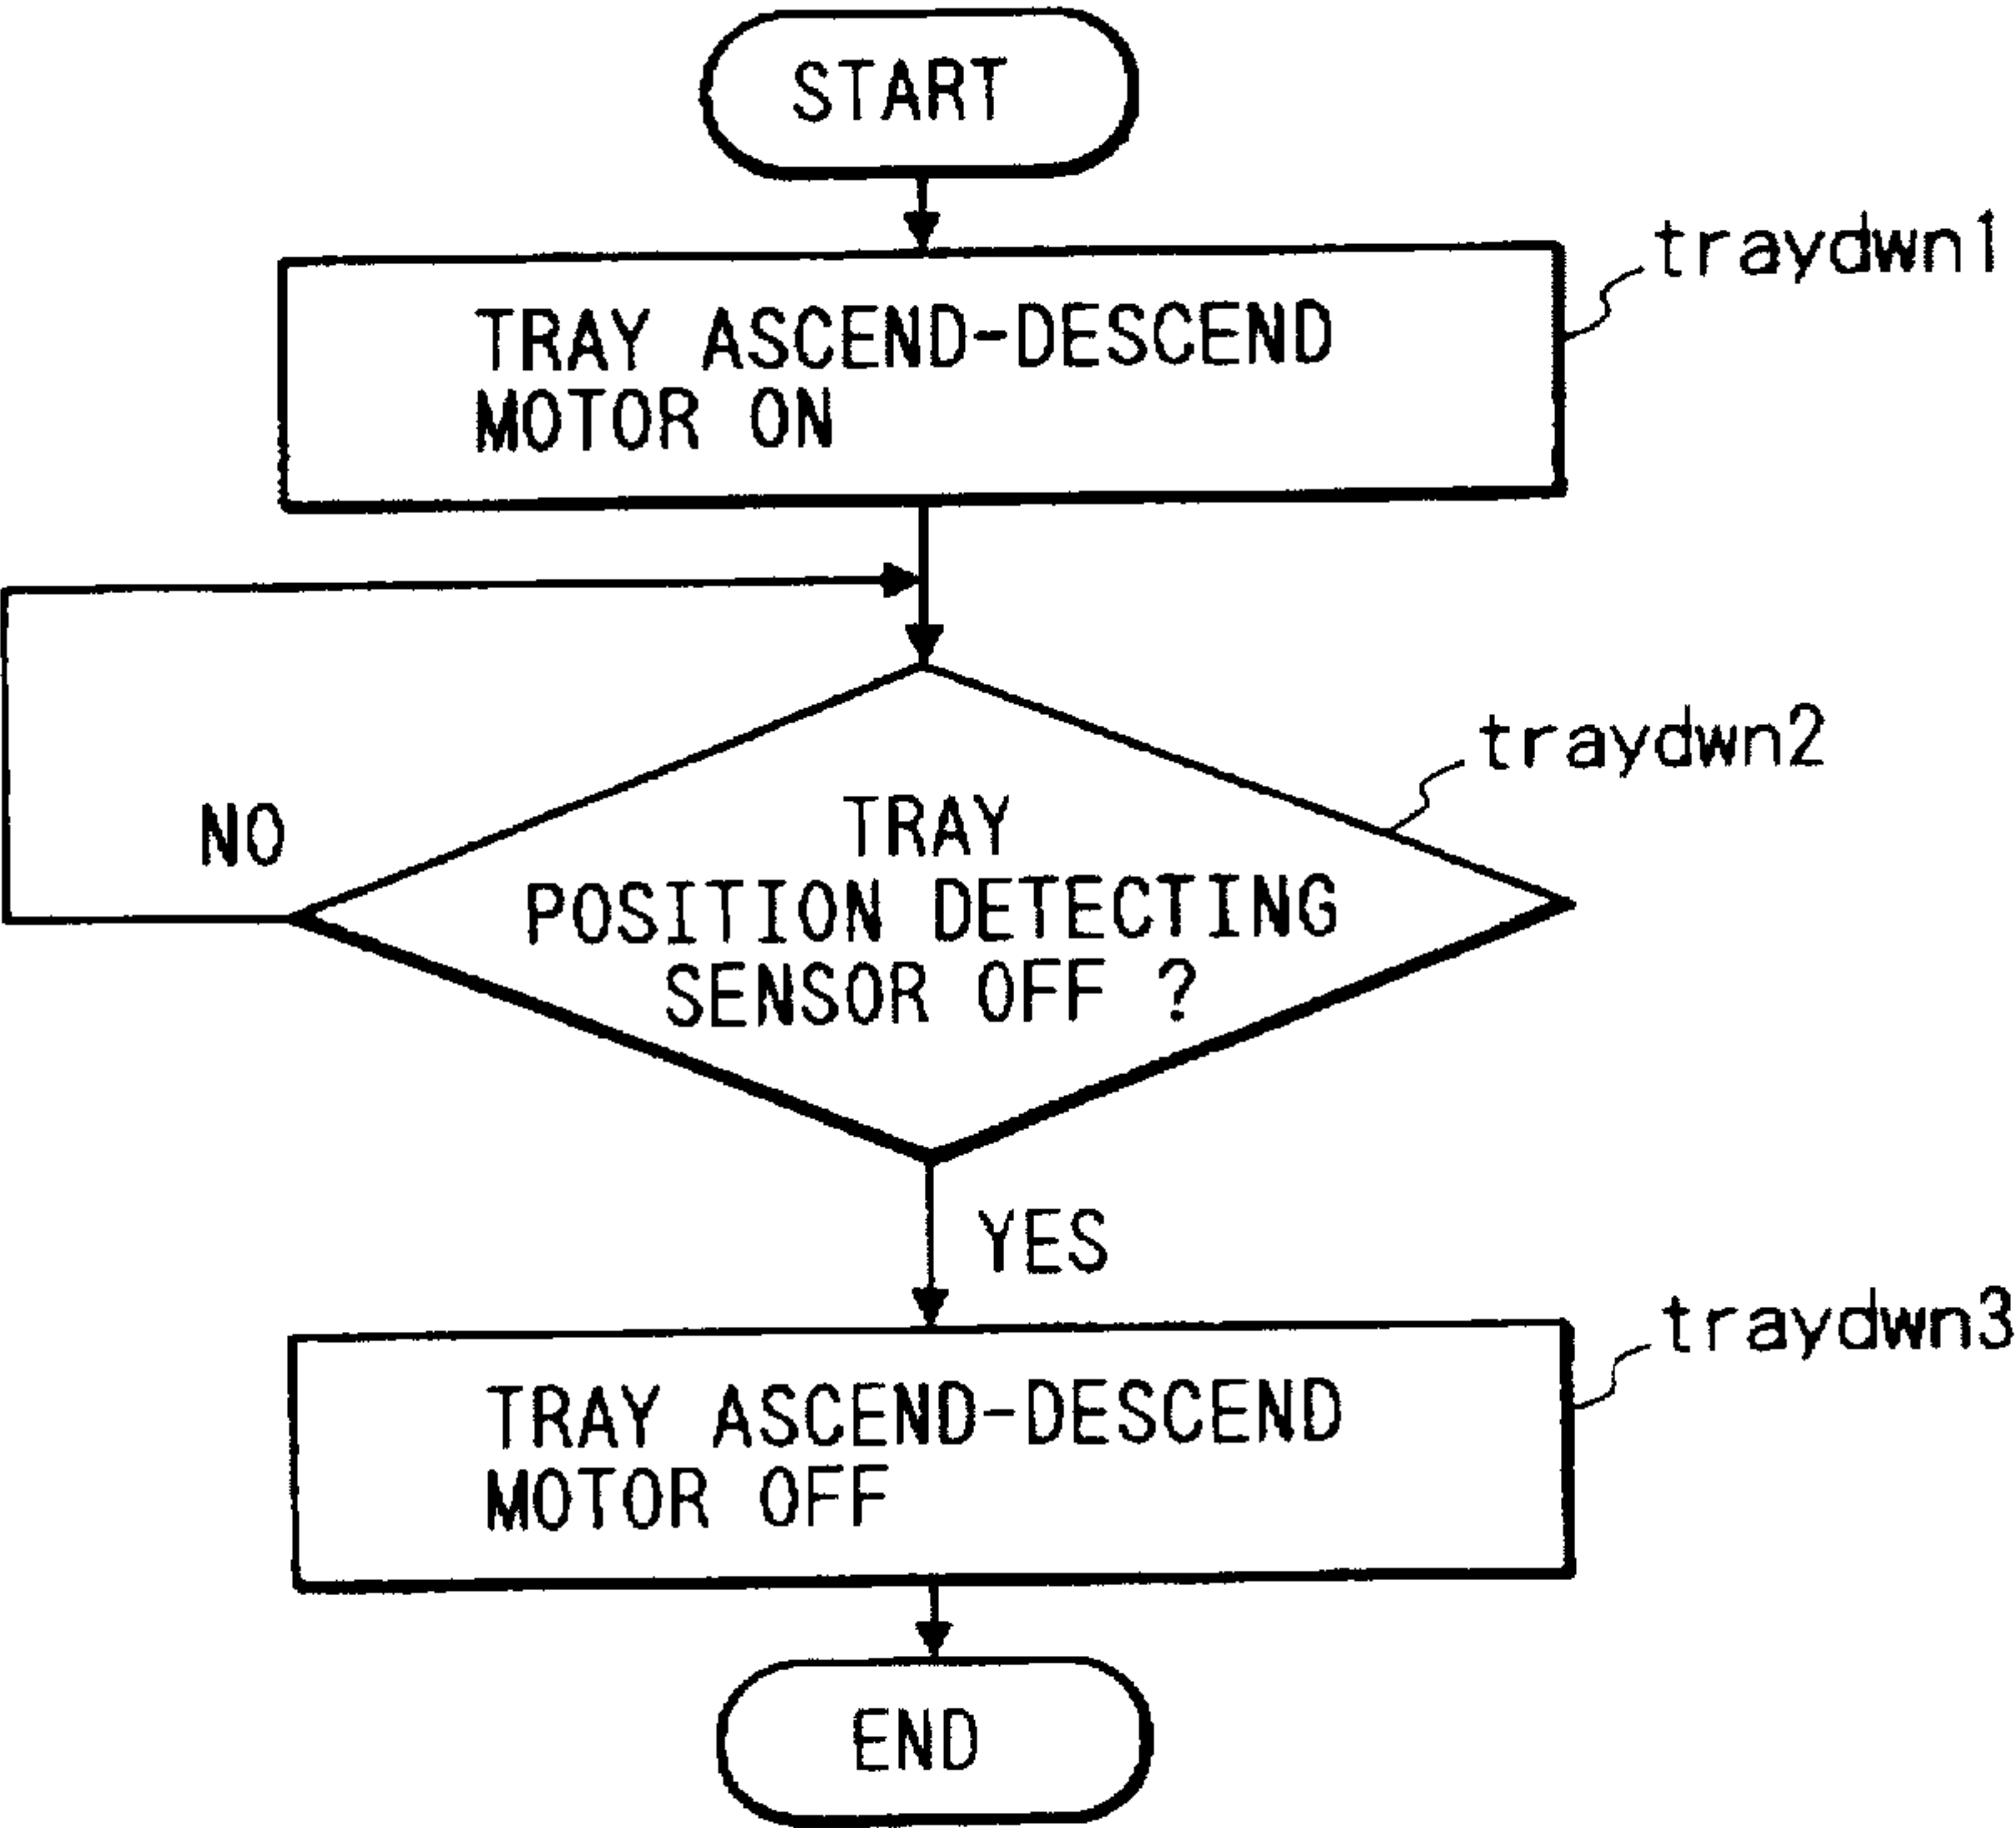 START
traydwn1
TRAY ASCEND-DESCEND
MOTOR ON
traydwn2
NO
TRAY
POSITION DETECTING
SENSOR OFF ?
YES
traydwn3
TRAY ASCEND-DESCEND
MOTOR OFF
END